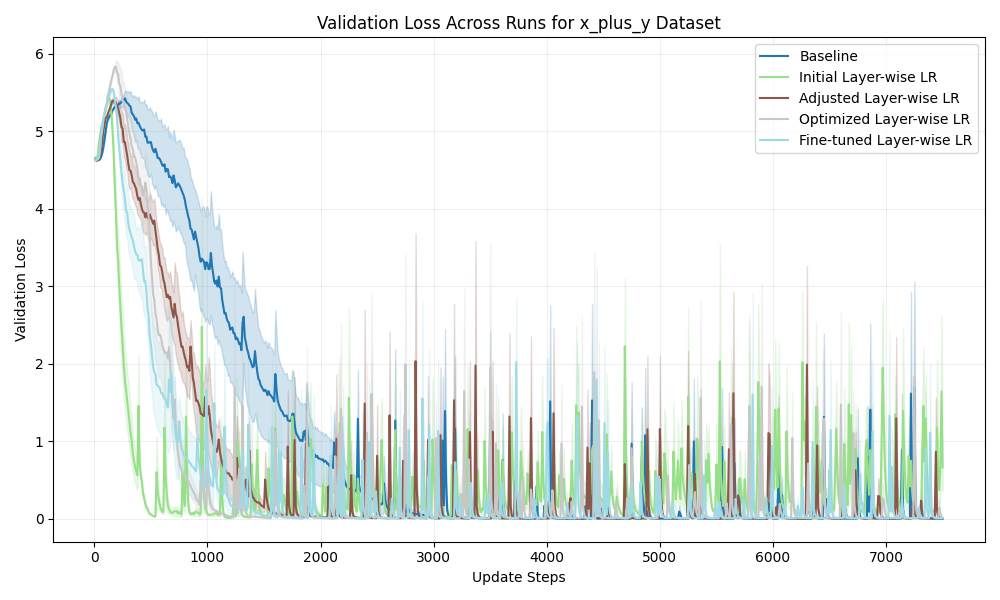 Validation Loss Across Runs for x_plus_y Dataset
Validation Loss
6
5
4
3
2
1
0
Baseline
Initial Layer-wise LR
Adjusted Layer-wise LR
Optimized Layer-wise LR
Fine-tuned Layer-wise LR
0 1000 2000 3000 4000 5000 6000 7000
Update Steps